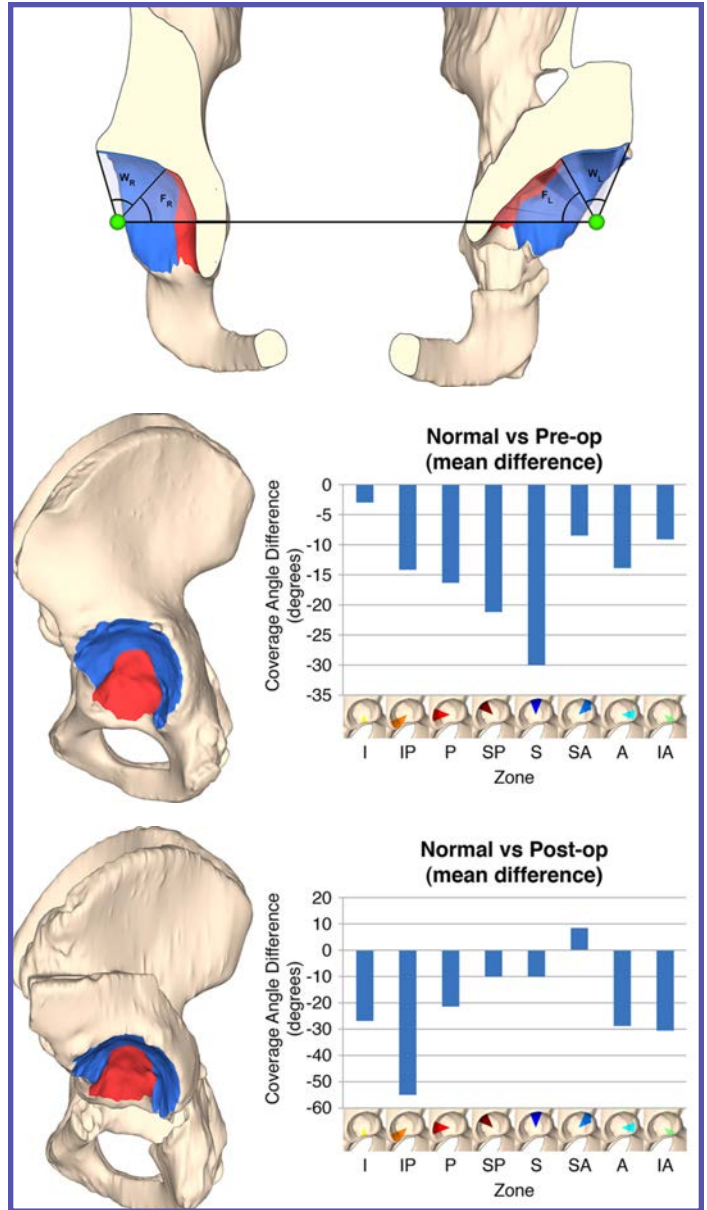 W_R
F_R
F_L
W_L
Normal vs Pre-op
(mean difference)
Coverage Angle Difference
(degrees)
0
-5
-10
-15
-20
-25
-30
-35
I IP P SP S SA A IA
Zone
Normal vs Post-op
(mean difference)
Coverage Angle Difference
(degrees)
20
10
0
-10
-20
-30
-40
-50
-60
I IP P SP S SA A IA
Zone